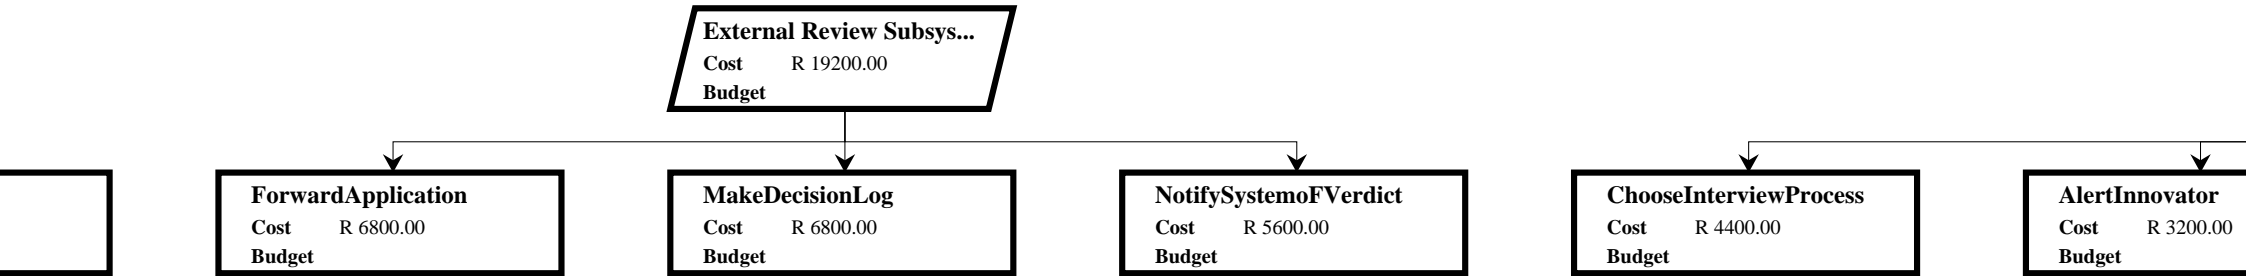 External Review Subsys...
Cost R 19200.00
Budget
ForwardApplication
Cost R 6800.00
Budget
MakeDecisionLog
Cost R 6800.00
Budget
NotifySystemoFVerdict
Cost R 5600.00
Budget
ChooseInterviewProcess
Cost R 4400.00
Budget
AlertInnovator
Cost R 3200.00
Budget